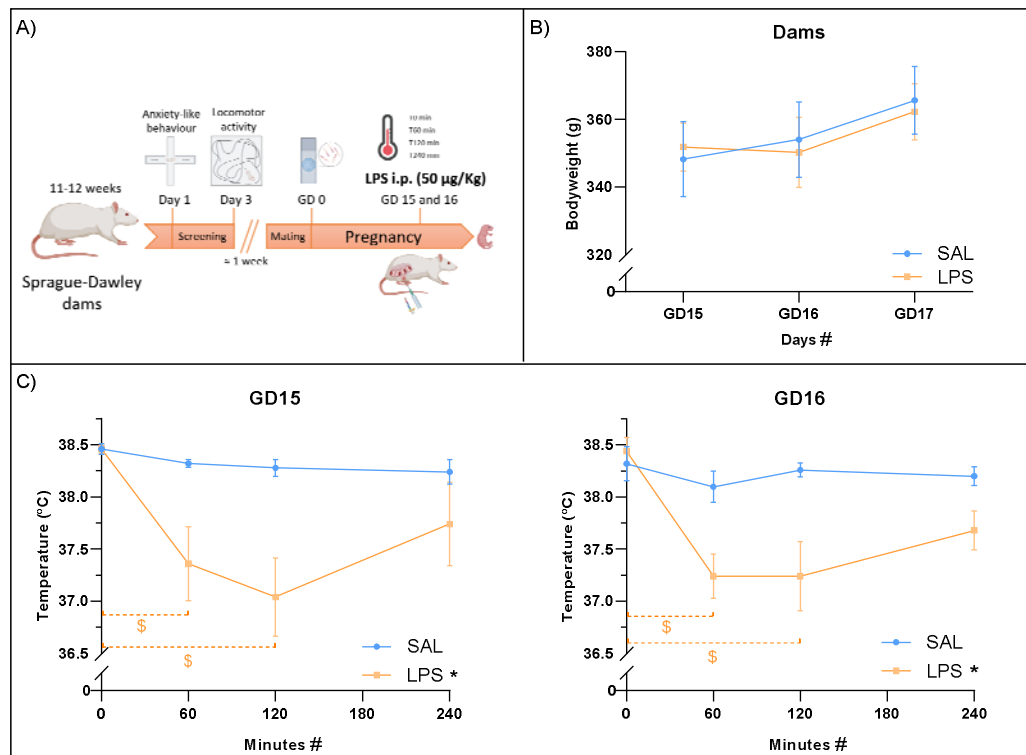 A)
Anxiety-like
behaviour
Locomotor
activity
T0 min
T60 min
T120 min
T240 min
LPS i.p. (50 µg/Kg)
11-12 weeks
Day 1
Day 3
GD 0
GD 15 and 16
Screening
Mating
Pregnancy
≈ 1 week
Sprague-Dawley
dams
B)
Dams
Bodyweight (g)
380
360
340
320
0
SAL
LPS
GD15
GD16
GD17
Days #
C)
GD15
Temperature (°C)
38.5
38.0
37.5
37.0
36.5
0
$
$
SAL
LPS *
0
60
120
180
240
Minutes #
GD16
Temperature (°C)
38.5
38.0
37.5
37.0
36.5
0
$
$
SAL
LPS *
0
60
120
180
240
Minutes #